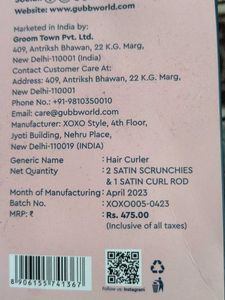 Website: www.gubbworld.com
Marketed in India by:
Groom Town Pvt. Ltd.
409, Antriksh Bhawan, 22 K.G. Marg,
New Delhi-110001 (INDIA)
Contact Customer Care At:
Address: 409, Antriksh Bhawan, 22 K.G. Marg,
New Delhi-110001
Phone No.: +91-9810350010
Email: care@gubbworld.com
Manufacturer: XOXO Style, 4th Floor,
Jyoti Building, Nehru Place,
New Delhi-110019 (INDIA)
Generic Name : Hair Curler
Net Quantity : 2 SATIN SCRUNCHIES
& 1 SATIN CURL ROD
Month of Manufacturing : April 2023
Batch No. : XOXO005-0423
MRP: ₹ : Rs. 475.00
(Inclusive of all taxes)
8 906155 741367
Follow us:
Instagram